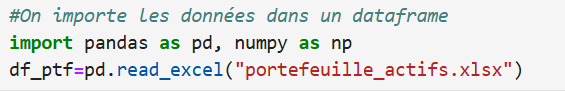 #On importe les données dans un dataframe
import pandas as pd, numpy as np
df_ptf=pd.read_excel("portefeuille_actifs.xlsx")